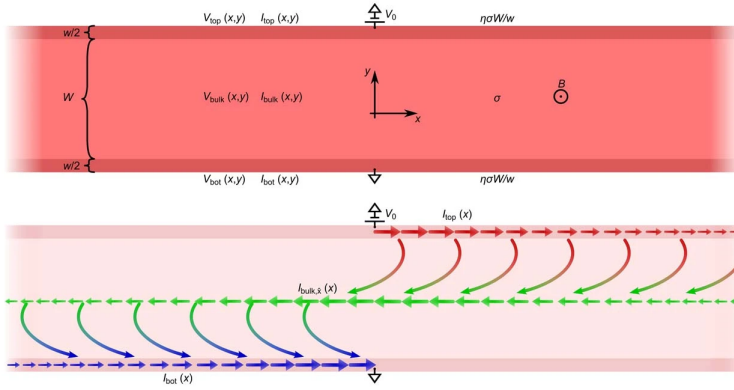 V_top (x,y) I_top (x,y) V_0 ησW/w
w/2
y
W V_bulk (x,y) I_bulk (x,y) σ B
x
w/2
V_bot (x,y) I_bot (x,y) ησW/w
V_0 I_top (x)
I_bulk,x̂ (x)
I_bot (x)